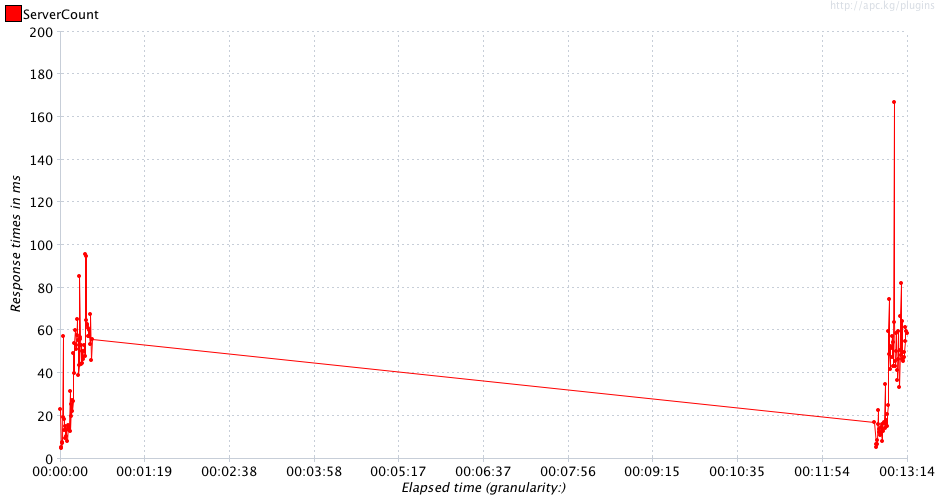 http://apc.kg/plugins
ServerCount
200
180
160
140
120
100
80
60
40
20
0
Response times in ms
00:00:00 00:01:19 00:02:38 00:03:58 00:05:17 00:06:37 00:07:56 00:09:15 00:10:35 00:11:54 00:13:14
Elapsed time (granularity:)